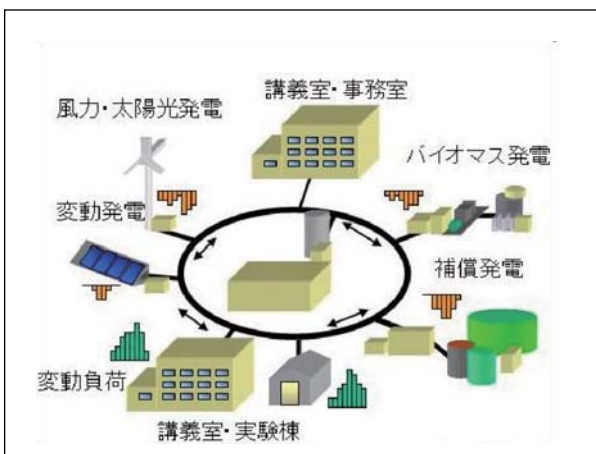 講義室・事務室
風力・太陽光発電
バイオマス発電
変動発電
補償発電
変動負荷
講義室・実験棟